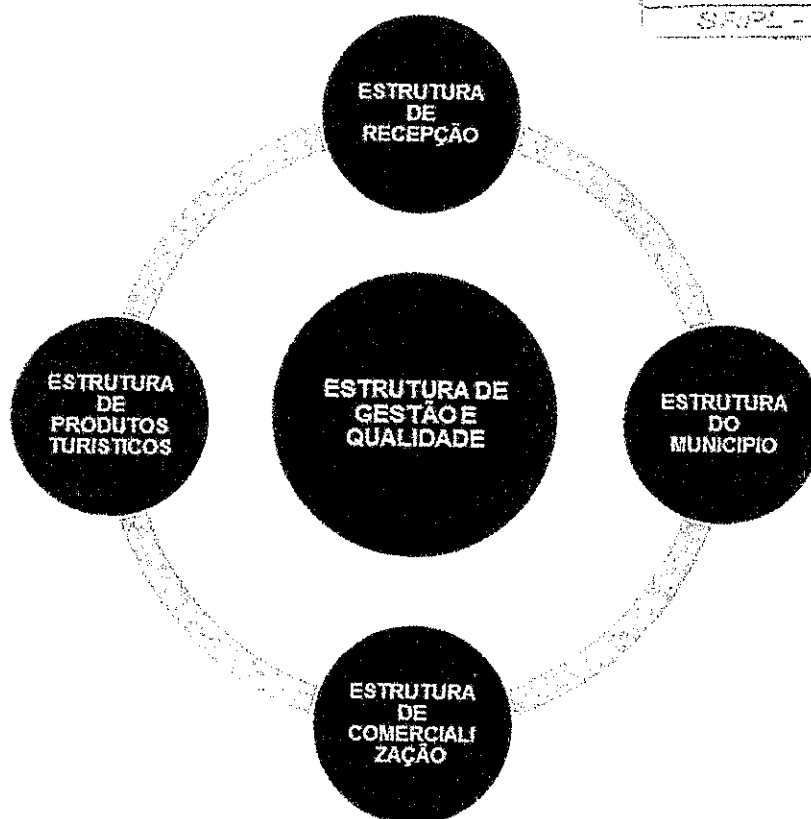 ESTRUTURA
DE
RECEPÇÃO
ESTRUTURA
DE
PRODUTOS
TURISTICOS
ESTRUTURA DE
GESTÃO E
QUALIDADE
ESTRUTURA
DO
MUNICIPIO
ESTRUTURA
DE
COMERCIALI
ZAÇÃO